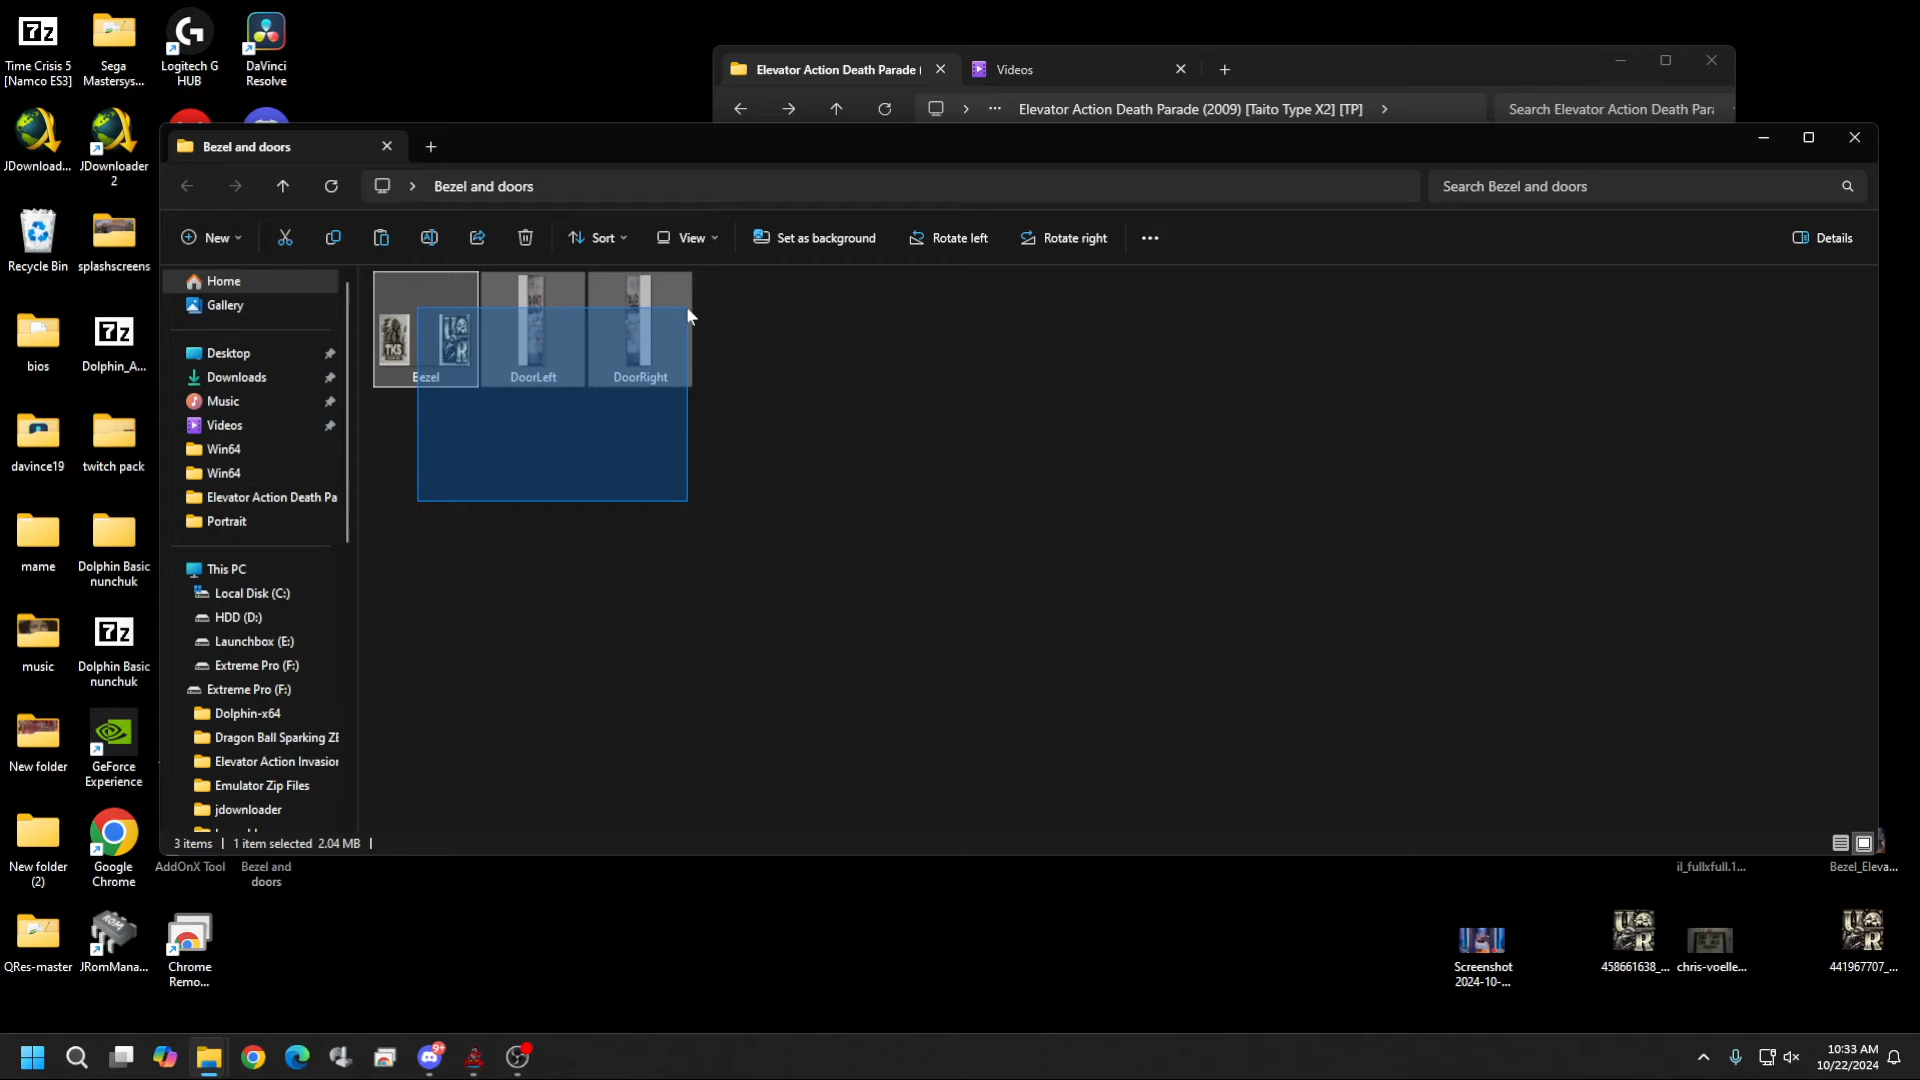 Time Crisis 5
[Namco ES3]
Sega
Mastersys...
Logitech G
HUB
DaVinci
Resolve
JDownload...
JDownloader
2
Recycle Bin
splashscreens
bios
Dolphin_A...
davince19
twitch pack
mame
Dolphin Basic
nunchuk
music
Dolphin Basic
nunchuk
New folder
GeForce
Experience
New folder
(2)
Google
Chrome
AddOnX Tool
Bezel and
doors
QRes-master
JRomMana...
Chrome
Remo...
Elevator Action Death Parade (
Videos
Elevator Action Death Parade (2009) [Taito Type X2] [TP]
Search Elevator Action Death Par
Bezel and doors
Bezel and doors
Search Bezel and doors
New
Sort
View
Set as background
Rotate left
Rotate right
Details
Home
Gallery
Desktop
Downloads
Music
Videos
Win64
Win64
Elevator Action Death Pa
Portrait
This PC
Local Disk (C:)
HDD (D:)
Launchbox (E:)
Extreme Pro (F:)
Extreme Pro (F:)
Dolphin-x64
Dragon Ball Sparking ZE
Elevator Action Invasion
Emulator Zip Files
jdownloader
Bezel
DoorLeft
DoorRight
3 items
1 item selected 2.04 MB
il_fullxfull.1...
Bezel_Eleva...
Screenshot
2024-10-...
458661638_...
chris-voelle...
441967707_...
10:33 AM
10/22/2024